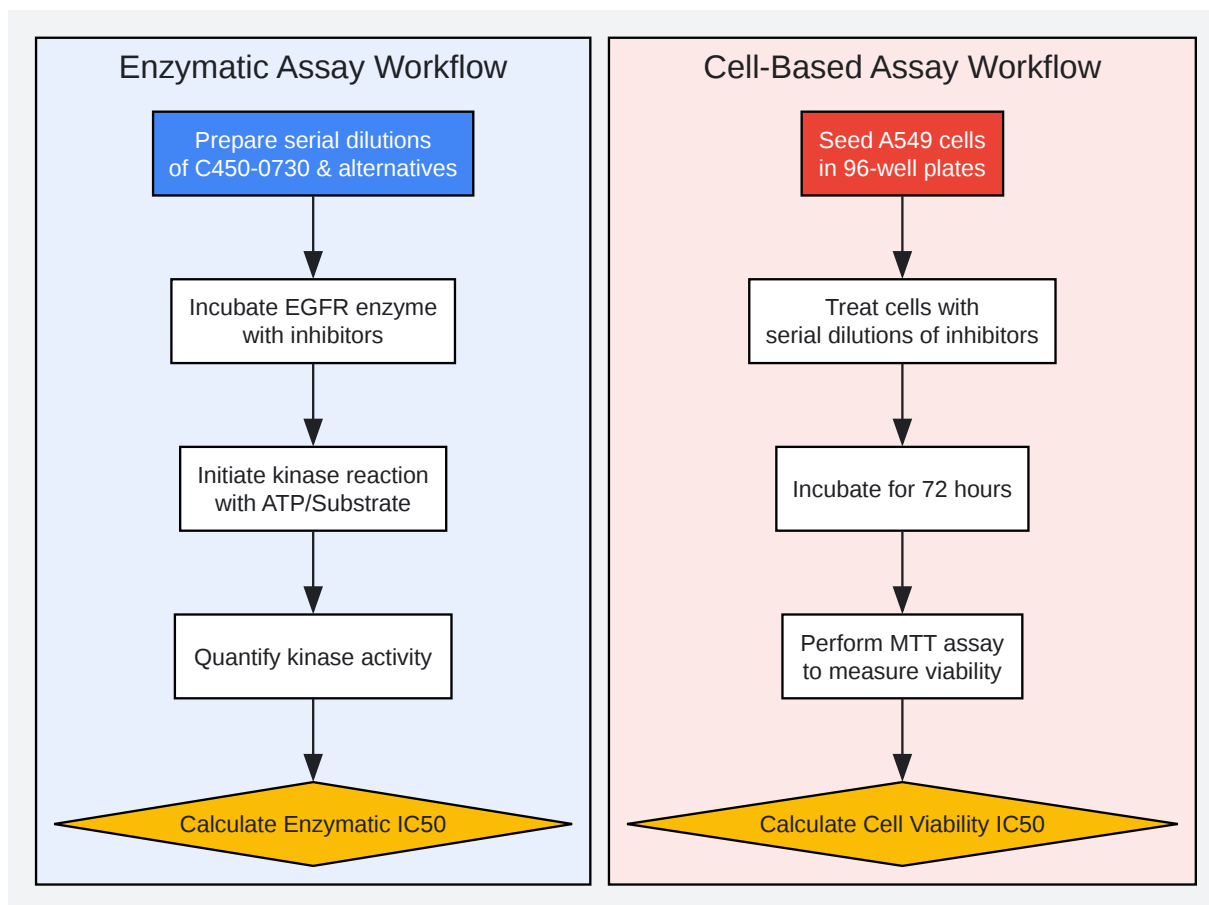 Enzymatic Assay Workflow
Prepare serial dilutions
of C450-0730 & alternatives
Incubate EGFR enzyme
with inhibitors
Initiate kinase reaction
with ATP/Substrate
Quantify kinase activity
Calculate Enzymatic IC50
Cell-Based Assay Workflow
Seed A549 cells
in 96-well plates
Treat cells with
serial dilutions of inhibitors
Incubate for 72 hours
Perform MTT assay
to measure viability
Calculate Cell Viability IC50